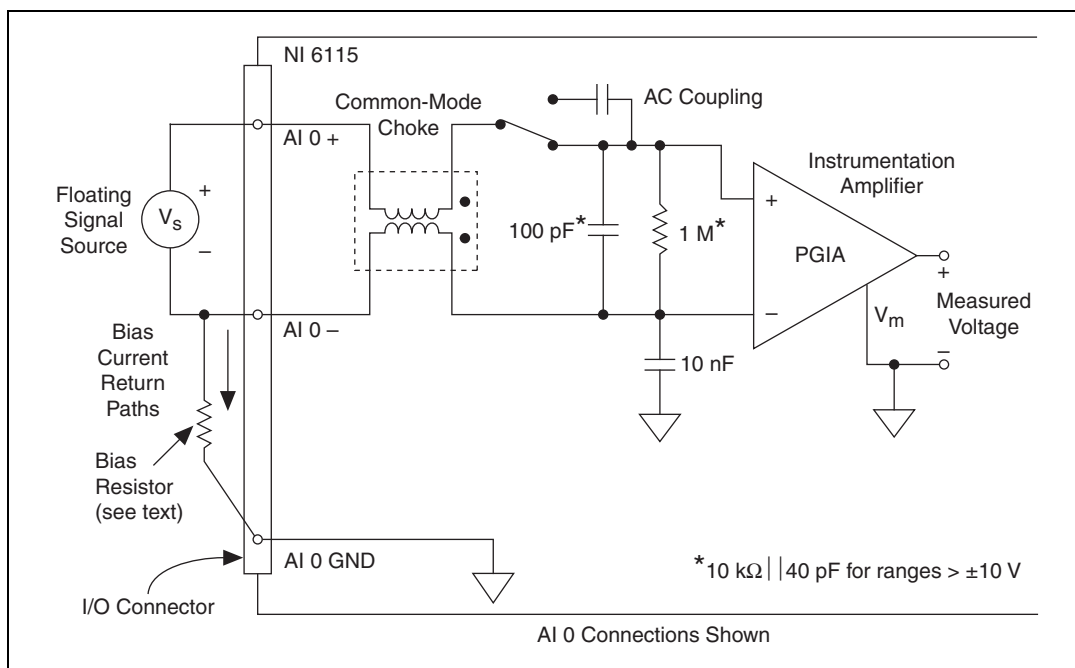 NI 6115
Common-Mode
Choke
AC Coupling
AI 0 +
Instrumentation
Amplifier
Floating
Signal
Source
+
Vs
–
100 pF*
1 M*
+
PGIA
–
+
Measured
Voltage
–
Vm
AI 0 –
10 nF
Bias
Current
Return
Paths
Bias
Resistor
(see text)
AI 0 GND
I/O Connector
*10 kΩ||40 pF for ranges > ±10 V
AI 0 Connections Shown